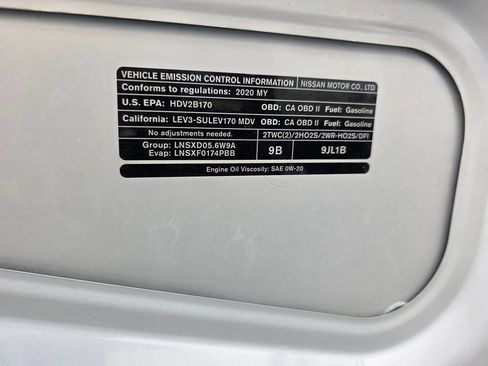 VEHICLE EMISSION CONTROL INFORMATION NISSAN MOTOR CO., LTD
Conforms to regulations: 2020 MY
U.S. EPA: HDV2B170 OBD: CA OBD II Fuel: Gasoline
California: LEV3-SULEV170 MDV OBD: CA OBD II Fuel: Gasoline
No adjustments needed. 2TWC(2)/2HO2S/2WR-HO2S/DFI
Group: LNSXD05.6W9A
Evap: LNSXF0174PBB 9B 9JL1B
Engine Oil Viscosity: SAE 0W-20